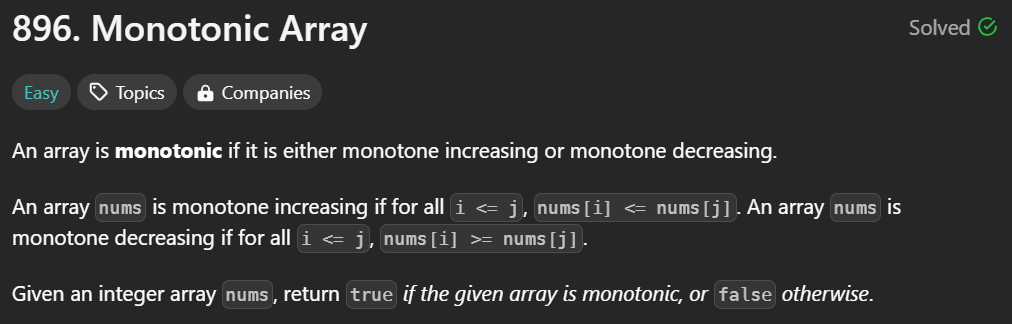 896. Monotonic Array
Solved
Easy
Topics
Companies
An array is monotonic if it is either monotone increasing or monotone decreasing.
An array nums is monotone increasing if for all i <= j, nums[i] <= nums[j]. An array nums is
monotone decreasing if for all i <= j, nums[i] >= nums[j].
Given an integer array nums, return true if the given array is monotonic, or false otherwise.